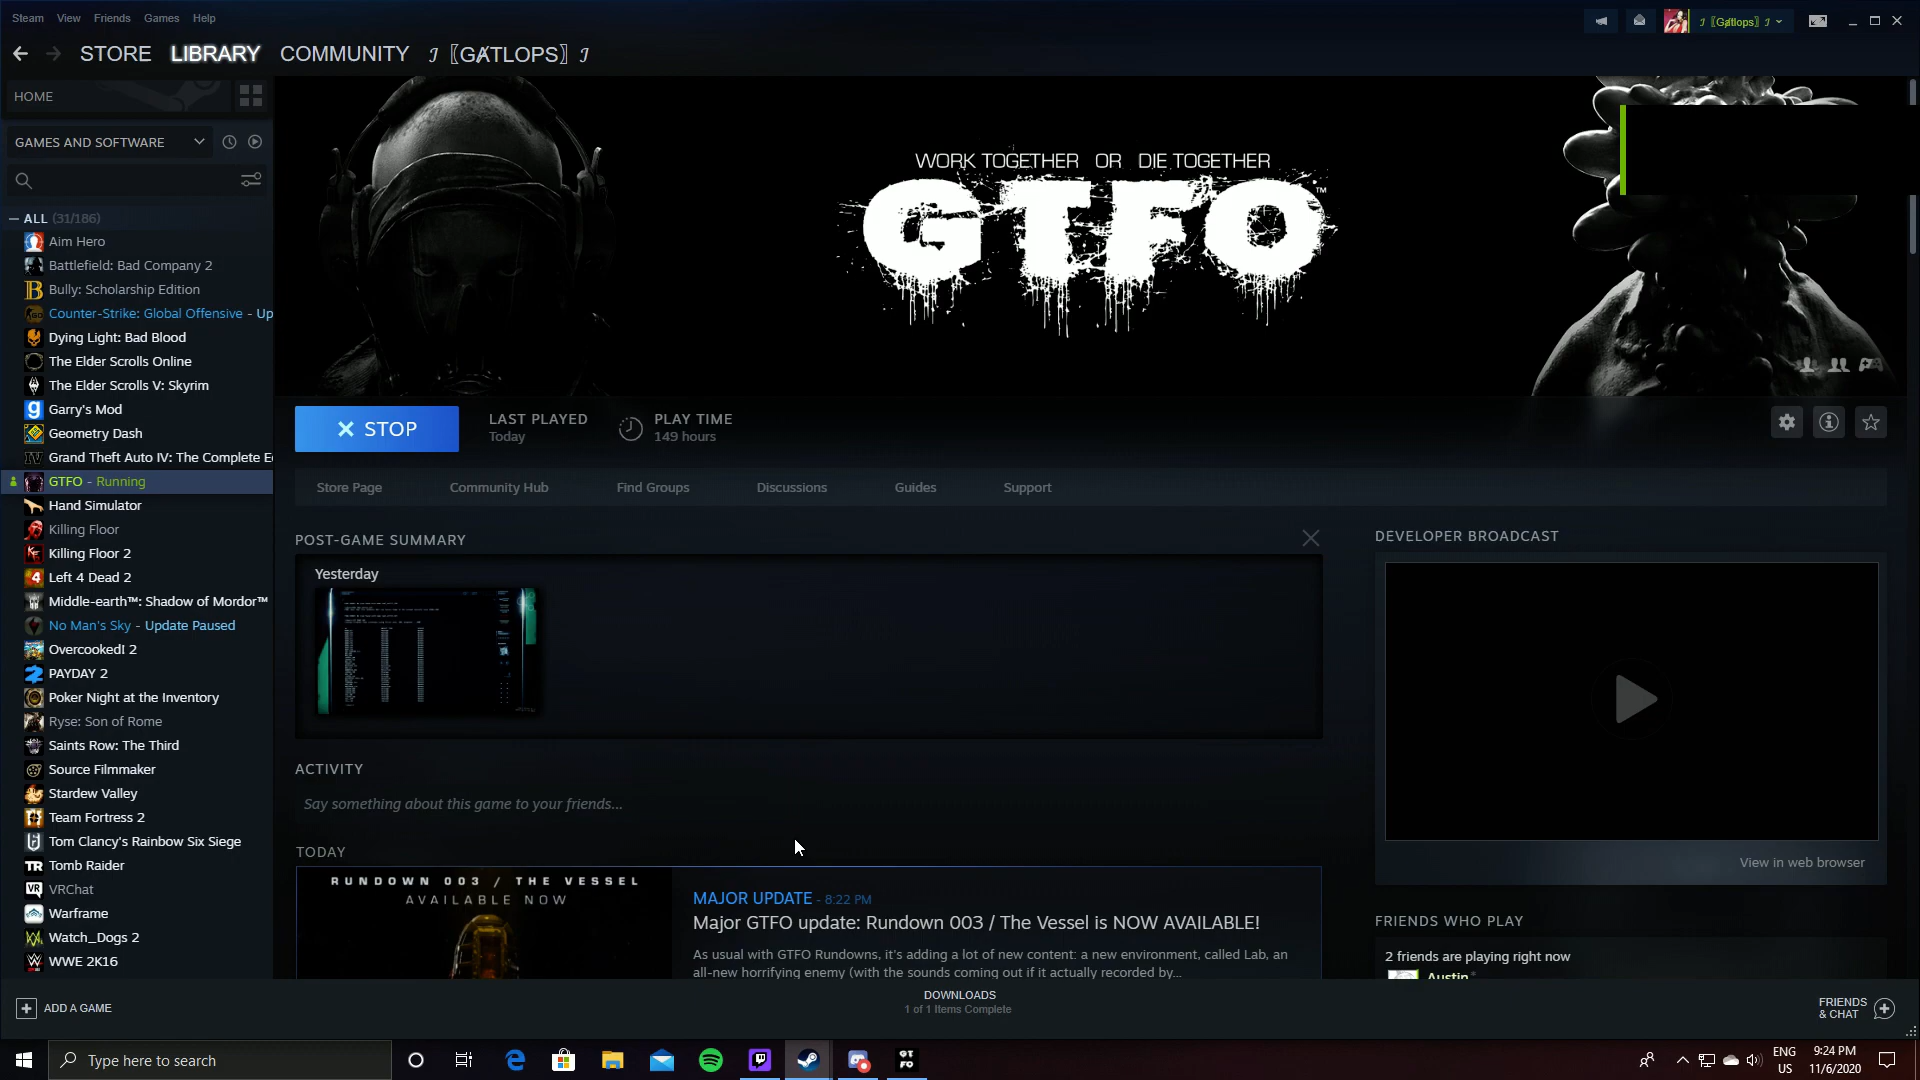 Steam View Friends Games Help
ℐ 〖Gⱥtlops〗 ℐ
STORE LIBRARY COMMUNITY ℐ 〖GȺTLOPS〗 ℐ
HOME
GAMES AND SOFTWARE
ALL (31/186)
Aim Hero
Battlefield: Bad Company 2
Bully: Scholarship Edition
Counter-Strike: Global Offensive - Up
Dying Light: Bad Blood
The Elder Scrolls Online
The Elder Scrolls V: Skyrim
Garry's Mod
Geometry Dash
Grand Theft Auto IV: The Complete E
GTFO - Running
Hand Simulator
Killing Floor
Killing Floor 2
Left 4 Dead 2
Middle-earth™: Shadow of Mordor™
No Man's Sky - Update Paused
Overcooked! 2
PAYDAY 2
Poker Night at the Inventory
Ryse: Son of Rome
Saints Row: The Third
Source Filmmaker
Stardew Valley
Team Fortress 2
Tom Clancy's Rainbow Six Siege
Tomb Raider
VRChat
Warframe
Watch_Dogs 2
WWE 2K16
WORK TOGETHER OR DIE TOGETHER
GTFO™
STOP
LAST PLAYED
Today
PLAY TIME
149 hours
Store Page Community Hub Find Groups Discussions Guides Support
POST-GAME SUMMARY
Yesterday
ACTIVITY
Say something about this game to your friends...
TODAY
RUNDOWN 003 / THE VESSEL
AVAILABLE NOW
MAJOR UPDATE - 8:22 PM
Major GTFO update: Rundown 003 / The Vessel is NOW AVAILABLE!
As usual with GTFO Rundowns, it's adding a lot of new content: a new environment, called Lab, an
all-new horrifying enemy (with the sounds coming out if it actually recorded by...
DEVELOPER BROADCAST
View in web browser
FRIENDS WHO PLAY
2 friends are playing right now
Austin
ADD A GAME
DOWNLOADS
1 of 1 Items Complete
FRIENDS
& CHAT
Type here to search
GT
FO
ENG
US
9:24 PM
11/6/2020